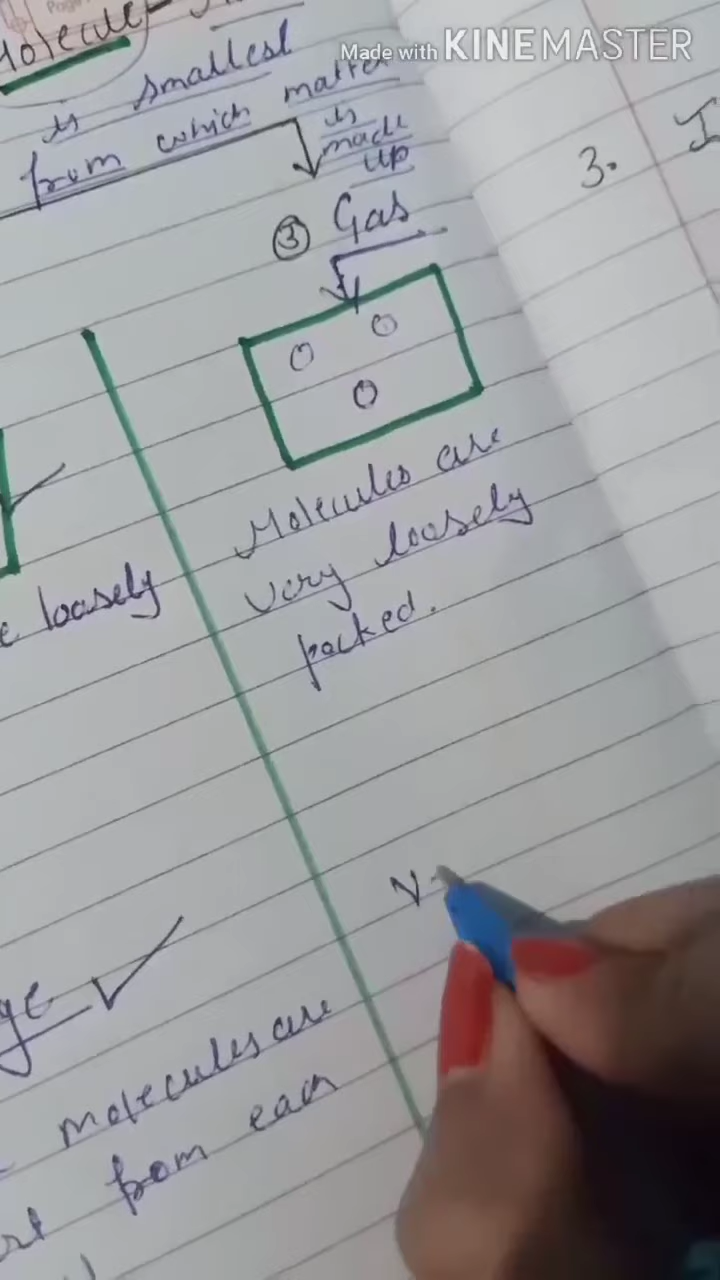 Made with KINEMASTER
Molecule-
is smallest
from which matter
is
made
up
3. I
③ Gas
Molecules are
very loosely
packed.
loosely
molecules are
from each